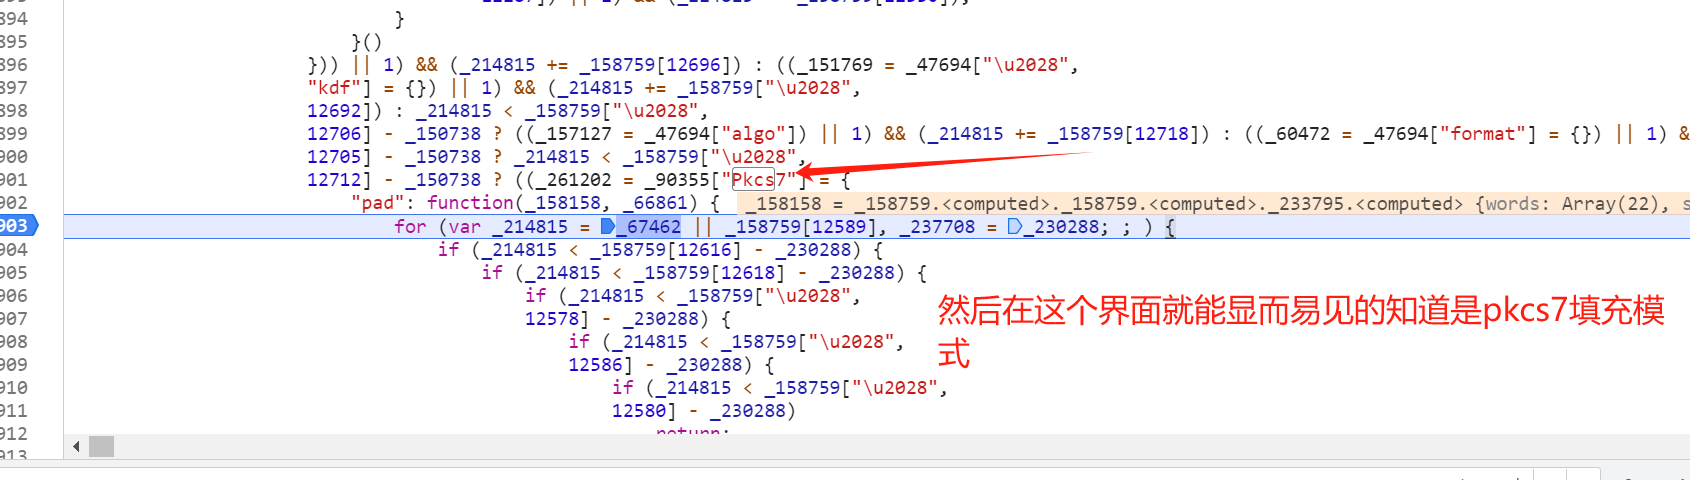 894 }
895 }()
896 })) || 1) && (_214815 += _158759[12696]) : ((_151769 = _47694["\u2028",
897 "kdf"] = {}) || 1) && (_214815 += _158759["\u2028",
898 12692]) : _214815 < _158759["\u2028",
899 12706] - _150738 ? ((_157127 = _47694["algo"]) || 1) && (_214815 += _158759[12718]) : ((_60472 = _47694["format"] = {}) || 1) &
900 12705] - _150738 ? _214815 < _158759["\u2028",
901 12712] - _150738 ? ((_261202 = _90355["Pkcs7"] = {
902 "pad": function(_158158, _66861) { _158158 = _158759.<computed>._158759.<computed>._233795.<computed> {words: Array(22), s
903 for (var _214815 = _67462 || _158759[12589], _237708 = _230288; ; ) {
904 if (_214815 < _158759[12616] - _230288) {
905 if (_214815 < _158759[12618] - _230288) {
906 if (_214815 < _158759["\u2028",
907 12578] - _230288) {
908 if (_214815 < _158759["\u2028",
909 12586] - _230288) {
910 if (_214815 < _158759["\u2028",
911 12580] - _230288)
912 return;
913
然后在这个界面就能显而易见的知道是pkcs7填充模
式